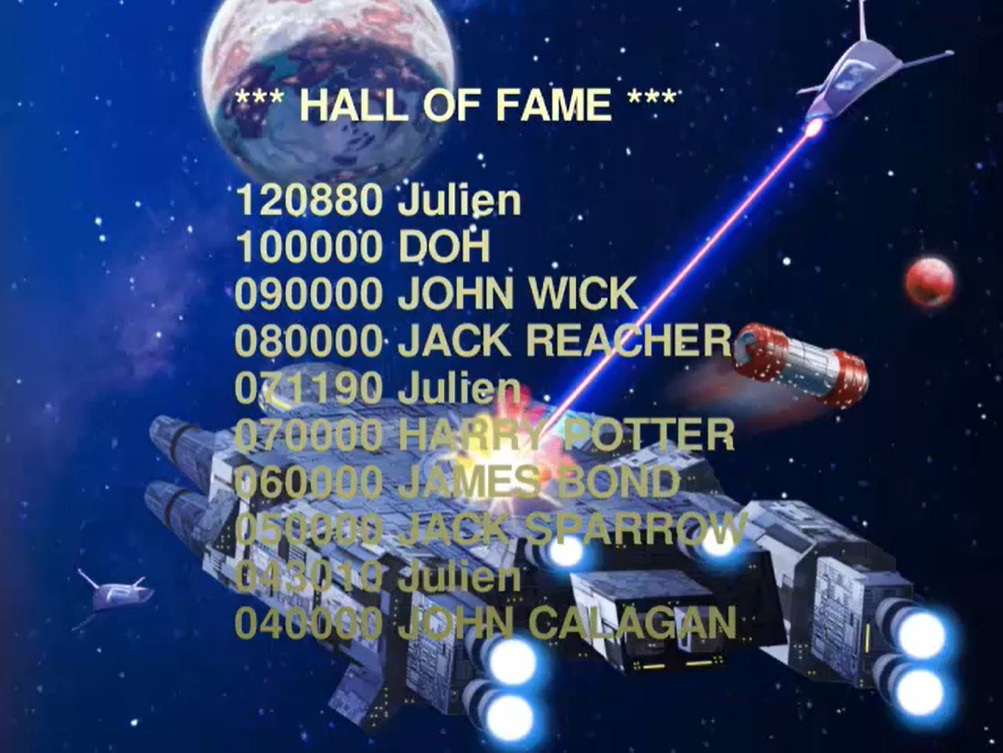 *** HALL OF FAME ***
120880 Julien
100000 DOH
090000 JOHN WICK
080000 JACK REACHER
071190 Julien
070000 HARRY POTTER
060000 JAMES BOND
050000 JACK SPARROW
043010 Julien
040000 JOHN CALAGAN